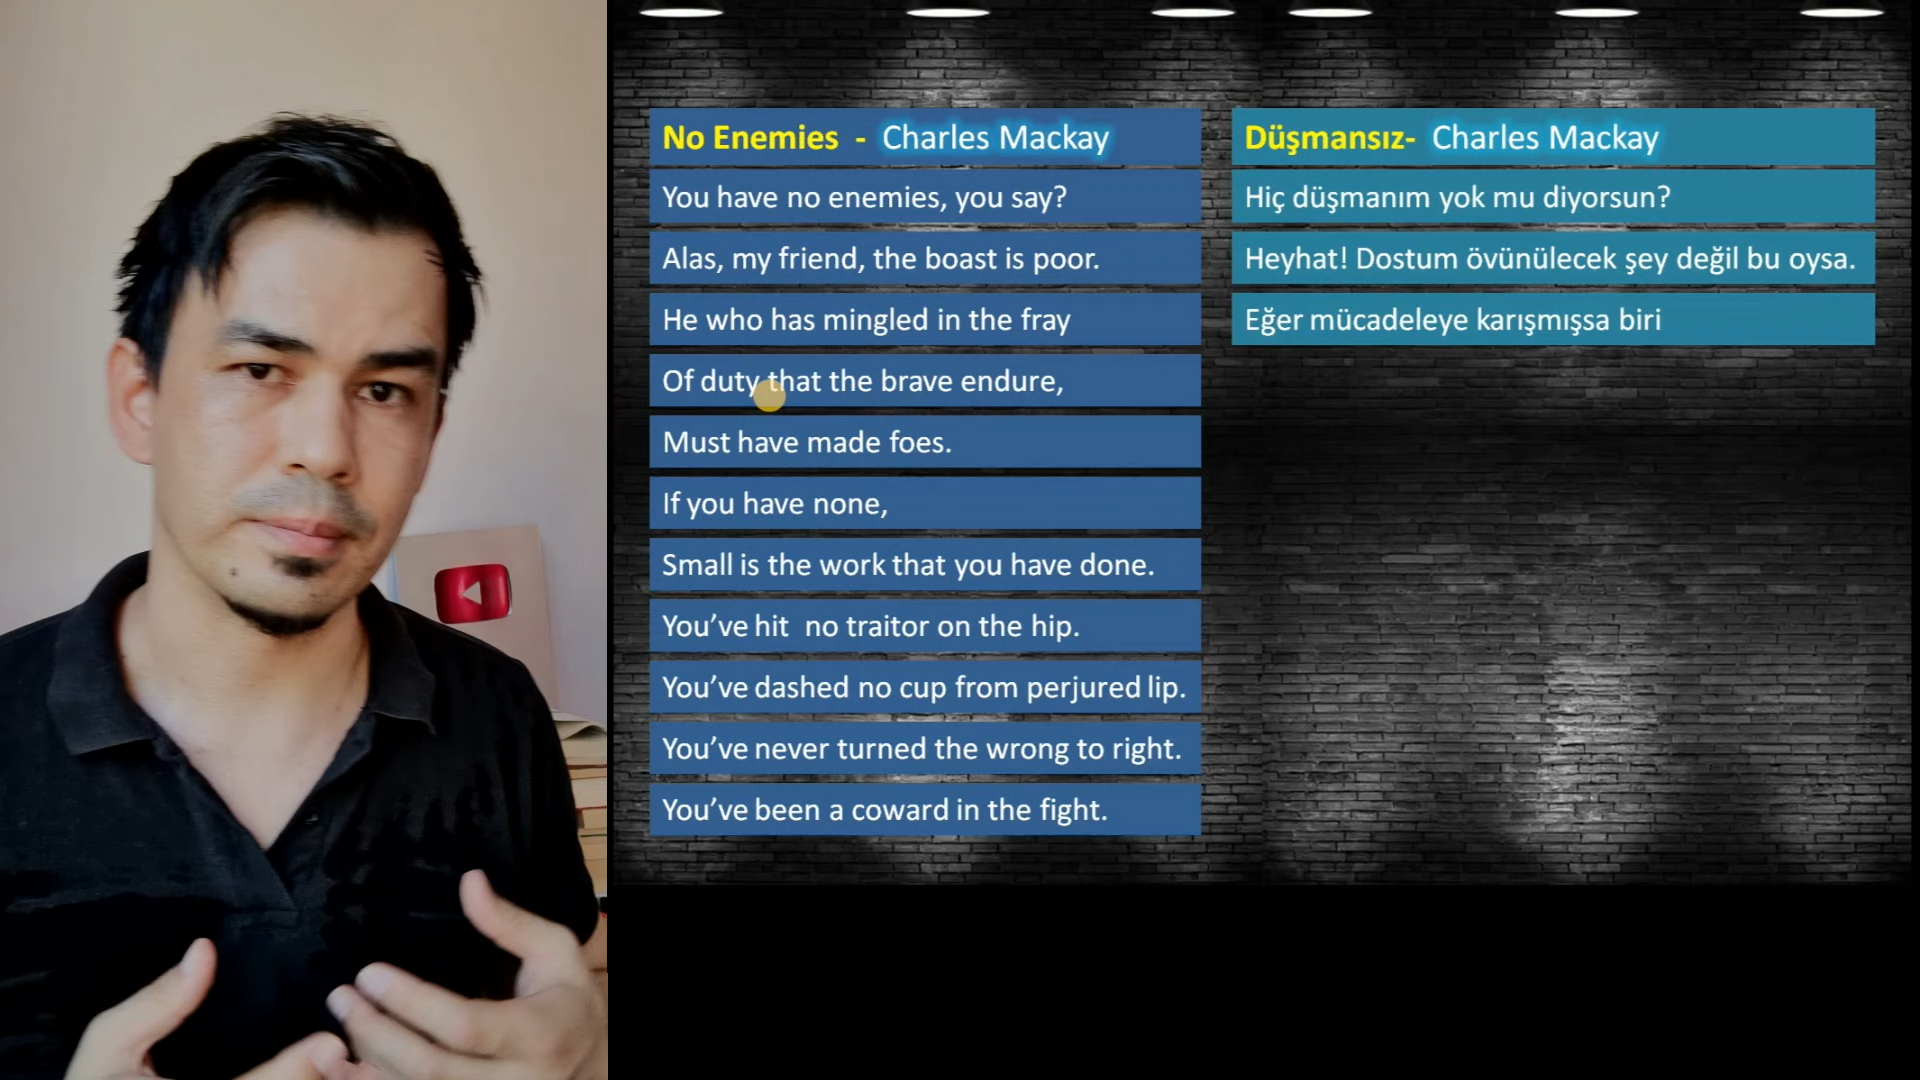 No Enemies - Charles Mackay
You have no enemies, you say?
Alas, my friend, the boast is poor.
He who has mingled in the fray
Of duty that the brave endure,
Must have made foes.
If you have none,
Small is the work that you have done.
You’ve hit  no traitor on the hip.
You’ve dashed no cup from perjured lip.
You’ve never turned the wrong to right.
You’ve been a coward in the fight.
Düşmansız- Charles Mackay
Hiç düşmanım yok mu diyorsun?
Heyhat! Dostum övünülecek şey değil bu oysa.
Eğer mücadeleye karışmışsa biri